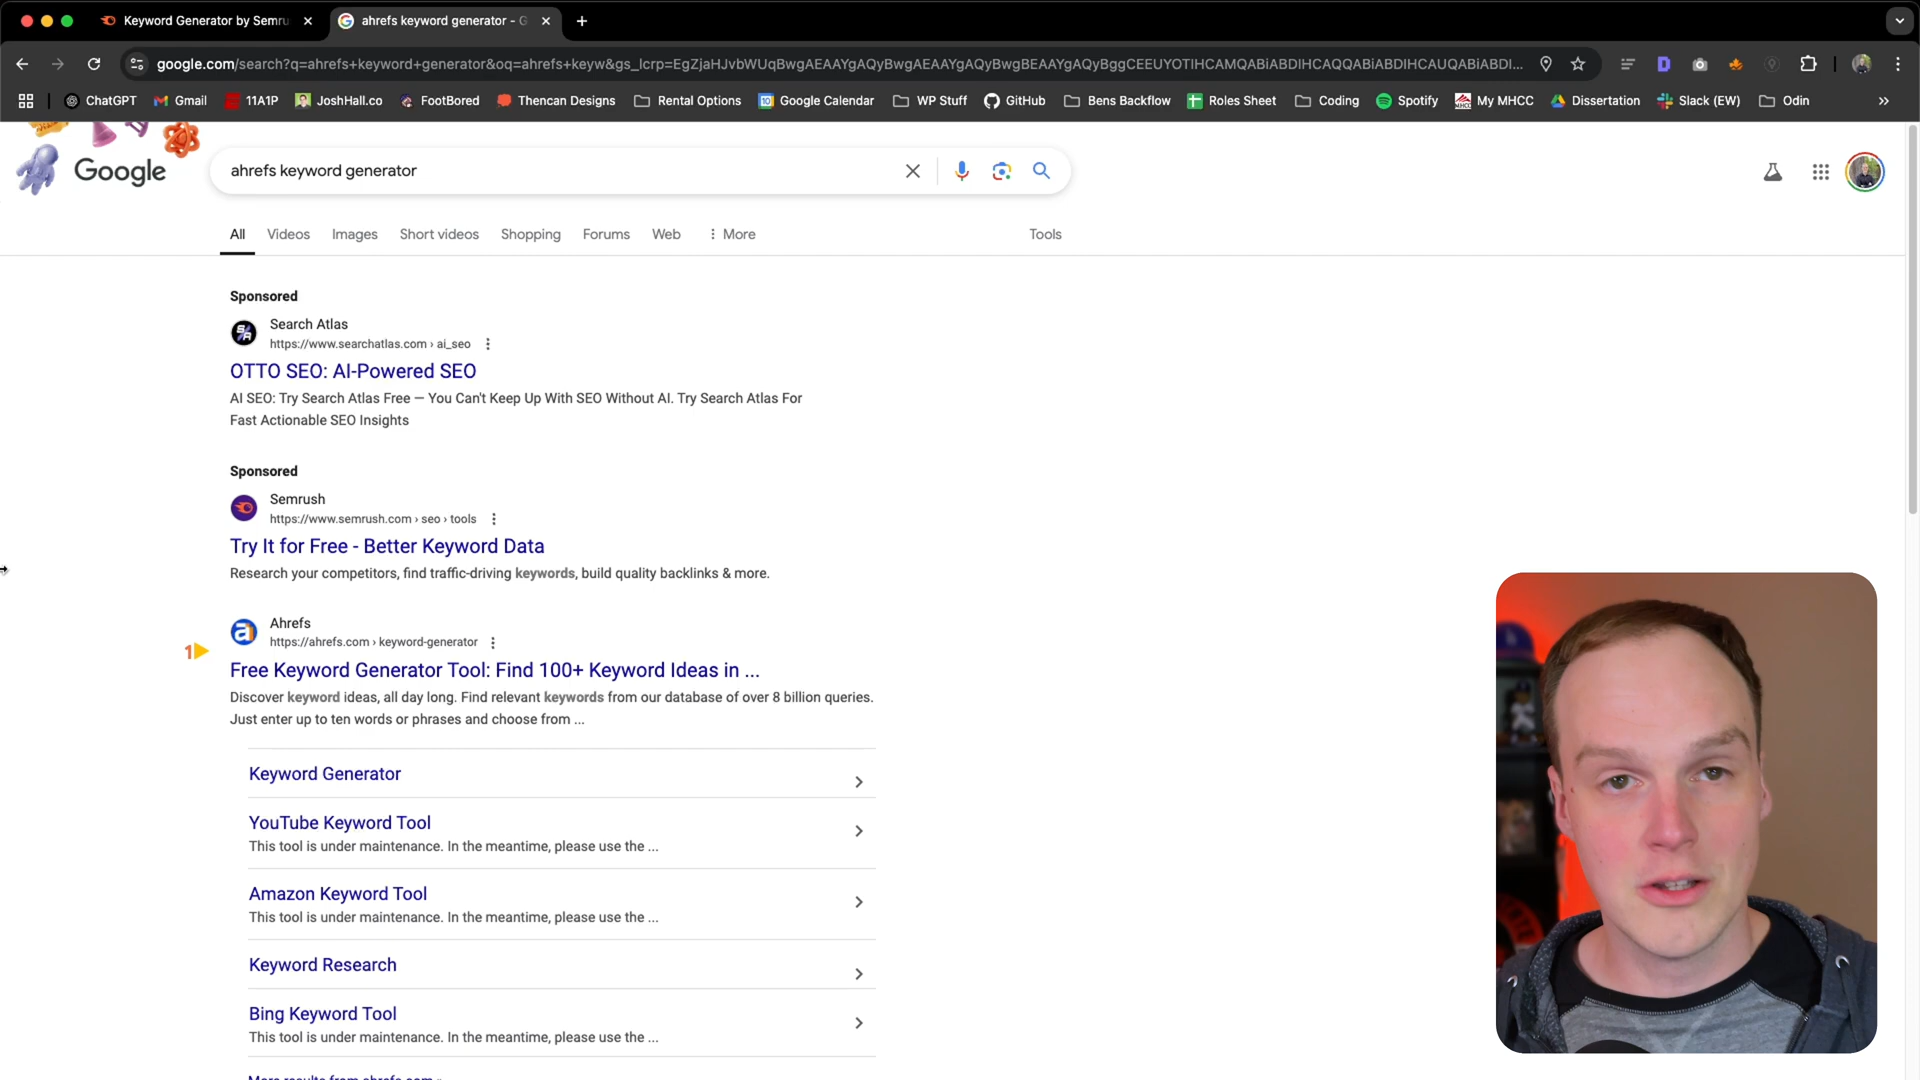 Keyword Generator by Semru
ahrefs keyword generator - G
google.com/search?q=ahrefs+keyword+generator&oq=ahrefs+keyw&gs_lcrp=EgZjaHJvbWUqBwgAEAAYgAQyBwgAEAAYgAQyBwgBEAAYgAQyBggCEEUYOTIHCAMQABiABDIHCAQQABiABDIHCAUQABiABDI...
ChatGPT
Gmail
11A1P
JoshHall.co
FootBored
Thencan Designs
Rental Options
Google Calendar
WP Stuff
GitHub
Bens Backflow
Roles Sheet
Coding
Spotify
My MHCC
Dissertation
Slack (EW)
Odin
Google
ahrefs keyword generator
All
Videos
Images
Short videos
Shopping
Forums
Web
More
Tools
Sponsored
Search Atlas
https://www.searchatlas.com › ai_seo
OTTO SEO: AI-Powered SEO
AI SEO: Try Search Atlas Free — You Can't Keep Up With SEO Without AI. Try Search Atlas For
Fast Actionable SEO Insights
Sponsored
Semrush
https://www.semrush.com › seo › tools
Try It for Free - Better Keyword Data
Research your competitors, find traffic-driving keywords, build quality backlinks & more.
Ahrefs
https://ahrefs.com › keyword-generator
1
Free Keyword Generator Tool: Find 100+ Keyword Ideas in ...
Discover keyword ideas, all day long. Find relevant keywords from our database of over 8 billion queries.
Just enter up to ten words or phrases and choose from ...
Keyword Generator
YouTube Keyword Tool
This tool is under maintenance. In the meantime, please use the ...
Amazon Keyword Tool
This tool is under maintenance. In the meantime, please use the ...
Keyword Research
Bing Keyword Tool
This tool is under maintenance. In the meantime, please use the ...
More results from ahrefs.com »